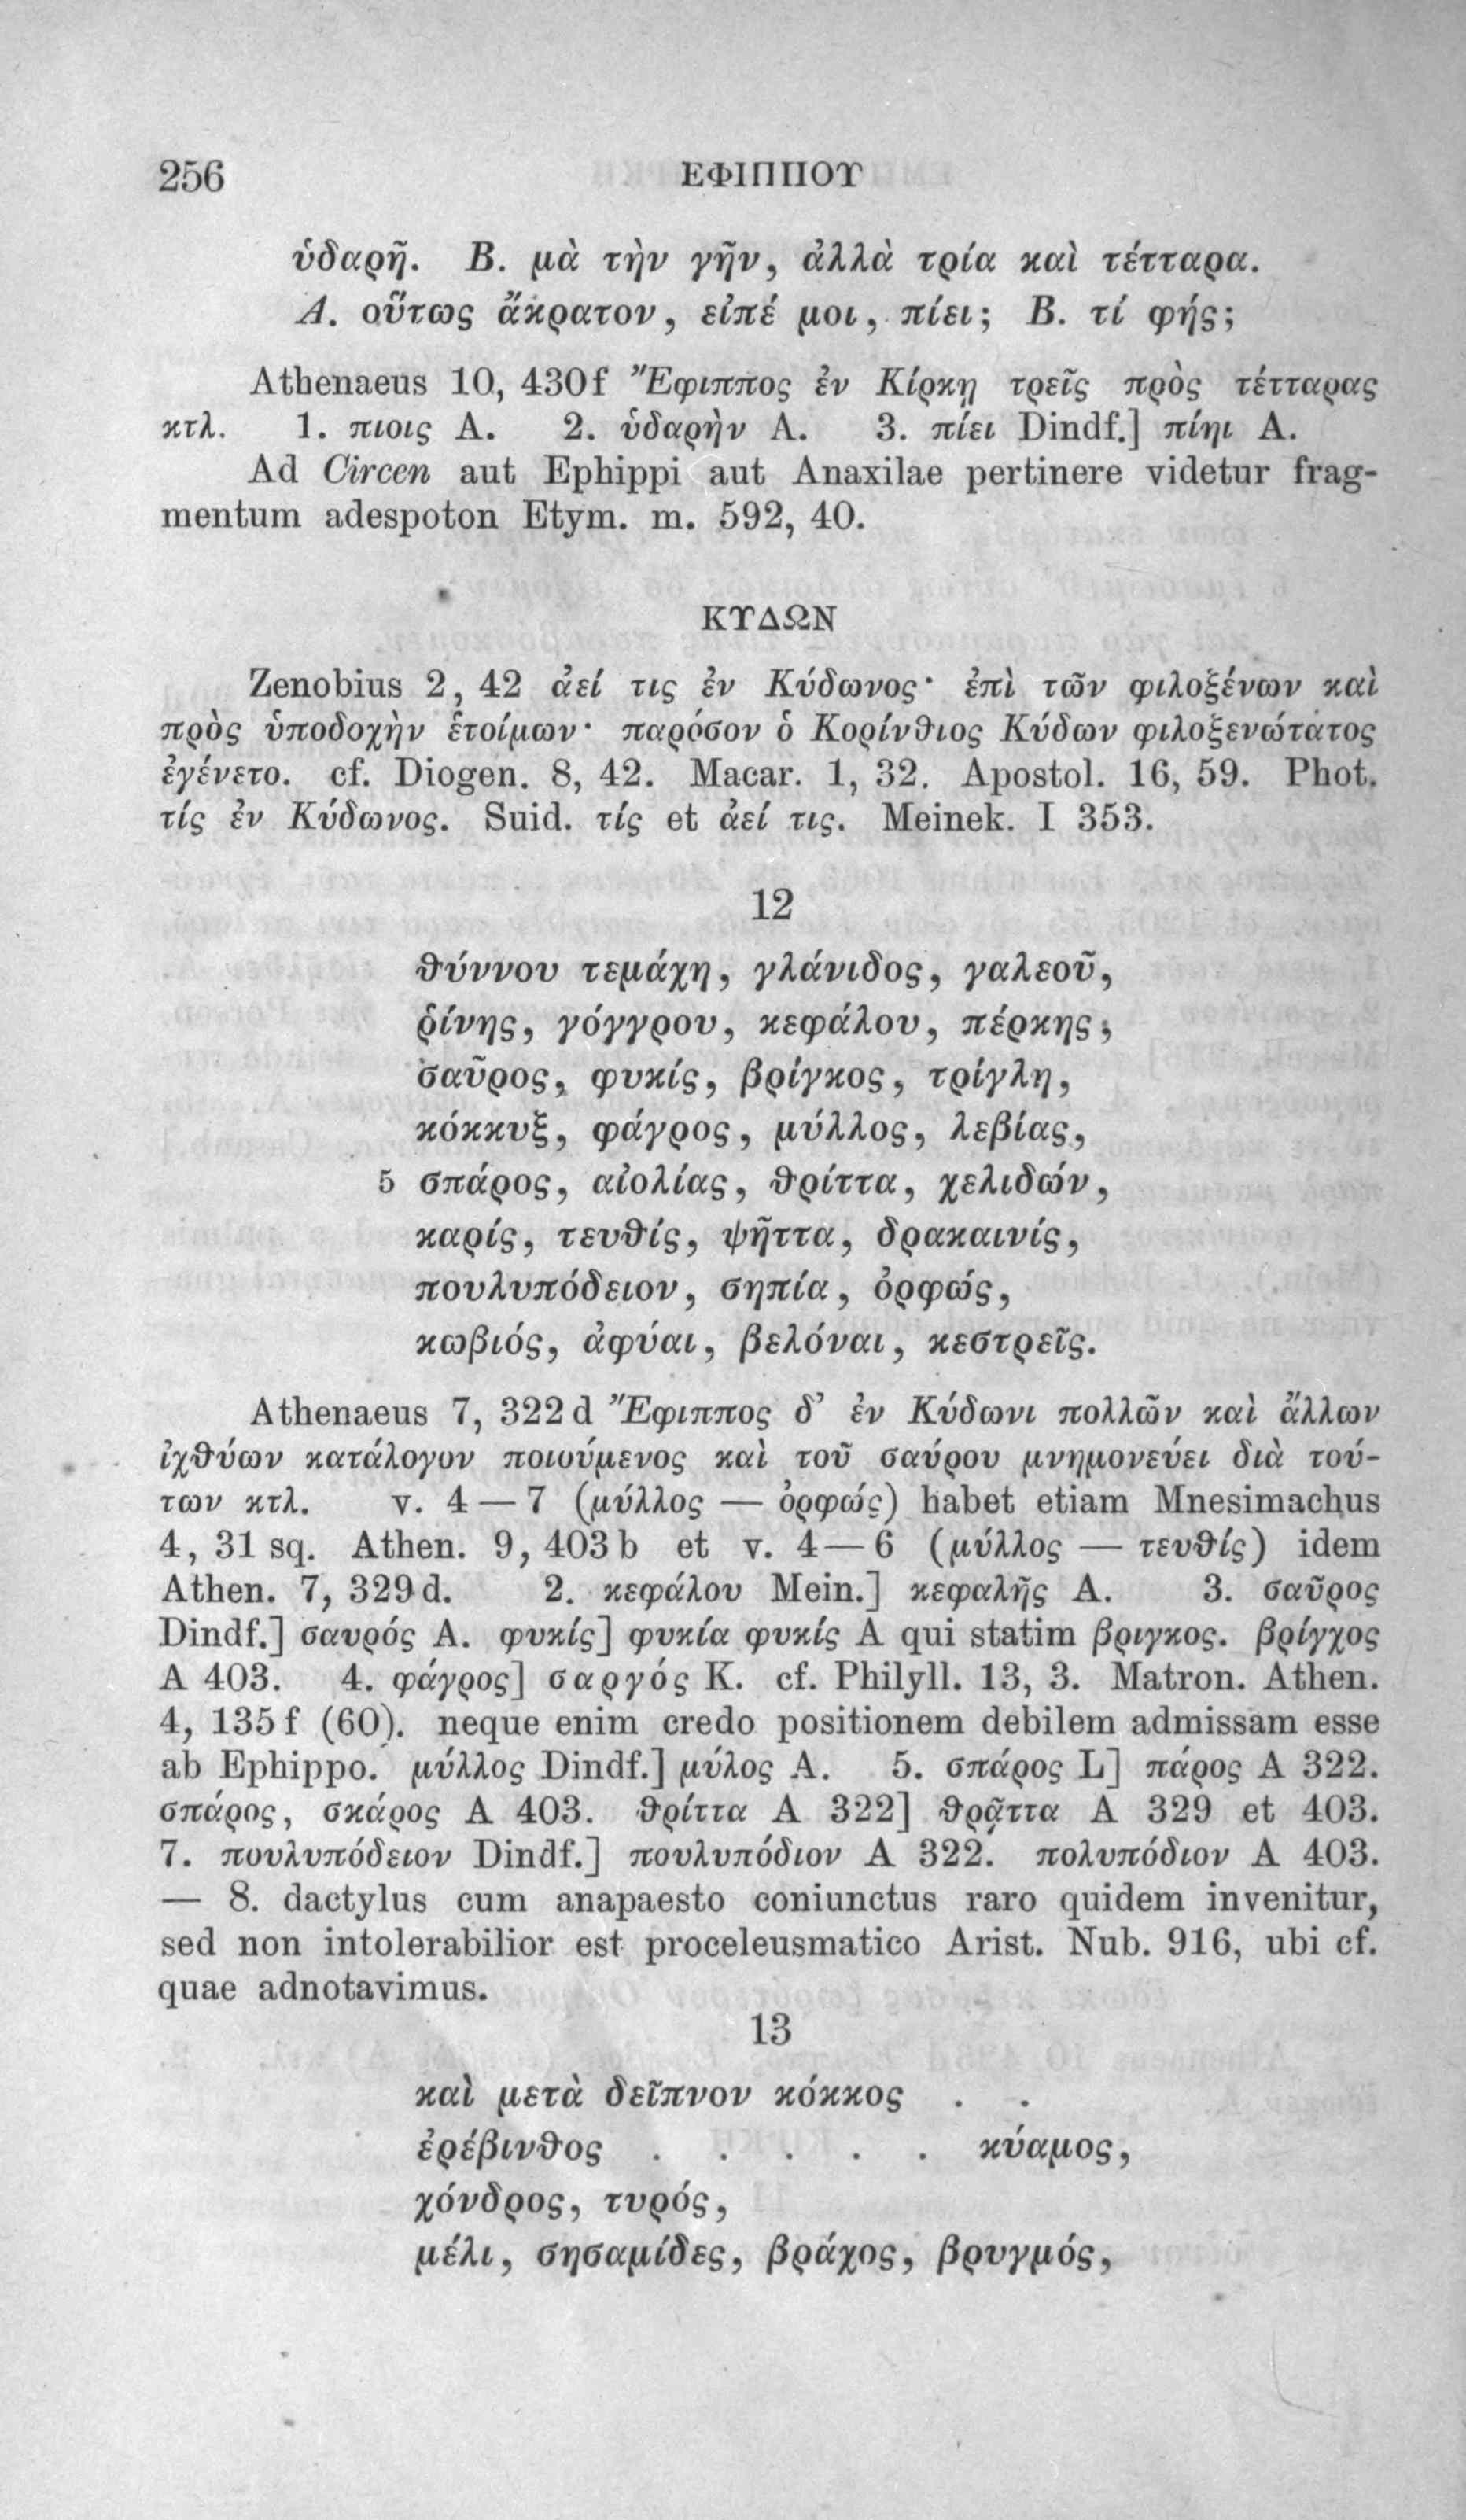 256 ΕΦΙΠΠΟΥ
ὑδαρῆ. Β. μὰ τὴν γῆν, ἀλλὰ τρία καὶ τέτταρα.
Α. οὕτως ἄκρατον, εἰπέ μοι, πίει; Β. τί φής;
Athenaeus 10, 430f Ἔφιππος ἐν Κίρκῃ τρεῖς πρὸς τέτταρας
κτλ. 1. πιοις A. 2. ὑδαρὴν A. 3. πίει Dindf.] πίηι A.
Ad Circen aut Ephippi aut Anaxilae pertinere videtur frag-
mentum adespoton Etym. m. 592, 40.
ΚΥΔΩΝ
Zenobius 2, 42 ἀεί τις ἐν Κύδωνος· ἐπὶ τῶν φιλοξένων καὶ
πρὸς ὑποδοχὴν ἑτοίμων· παρόσον ὁ Κορίνθιος Κύδων φιλοξενώτατος
ἐγένετο. cf. Diogen. 8, 42. Macar. 1, 32. Apostol. 16, 59. Phot.
τίς ἐν Κύδωνος. Suid. τίς et ἀεί τις. Meinek. I 353.
12
θύννου τεμάχη, γλάνιδος, γαλεοῦ,
ῥίνης, γόγγρου, κεφάλου, πέρκης,
σαῦρος, φυκίς, βρίγκος, τρίγλη,
κόκκυξ, φάγρος, μύλλος, λεβίας,
5 σπάρος, αἰολίας, θρίττα, χελιδών,
καρίς, τευθίς, ψῆττα, δρακαινίς,
πουλυπόδειον, σηπία, ὀρφώς,
κωβιός, ἀφύαι, βελόναι, κεστρεῖς.
Athenaeus 7, 322d Ἔφιππος δ’ ἐν Κύδωνι πολλῶν καὶ ἄλλων
ἰχθύων κατάλογον ποιούμενος καὶ τοῦ σαύρου μνημονεύει διὰ τού-
των κτλ. v. 4 — 7 (μύλλος — ὀρφώς) habet etiam Mnesimachus
4, 31 sq. Athen. 9, 403b et v. 4 — 6 (μύλλος — τευθίς) idem
Athen. 7, 329d. 2. κεφάλου Mein.] κεφαλῆς A. 3. σαῦρος
Dindf.] σαυρός A. φυκίς] φυκία φυκίς A qui statim βριγκος. βρίγχος
A 403. 4. φάγρος] σαργός K. cf. Philyll. 13, 3. Matron. Athen.
4, 135f (60). neque enim credo positionem debilem admissam esse
ab Ephippo. μύλλος Dindf.] μύλος A. 5. σπάρος L] πάρος A 322.
σπάρος, σκάρος A 403. θρίττα A 322] θρᾷττα A 329 et 403.
7. πουλυπόδειον Dindf.] πουλυπόδιον A 322. πολυπόδιον A 403.
— 8. dactylus cum anapaesto coniunctus raro quidem invenitur,
sed non intolerabilior est proceleusmatico Arist. Nub. 916, ubi cf.
quae adnotavimus.
13
καὶ μετὰ δεῖπνον κόκκος . .
ἐρέβινθος . . . . . κύαμος,
χόνδρος, τυρός,
μέλι, σησαμίδες, βράχος, βρυγμός,